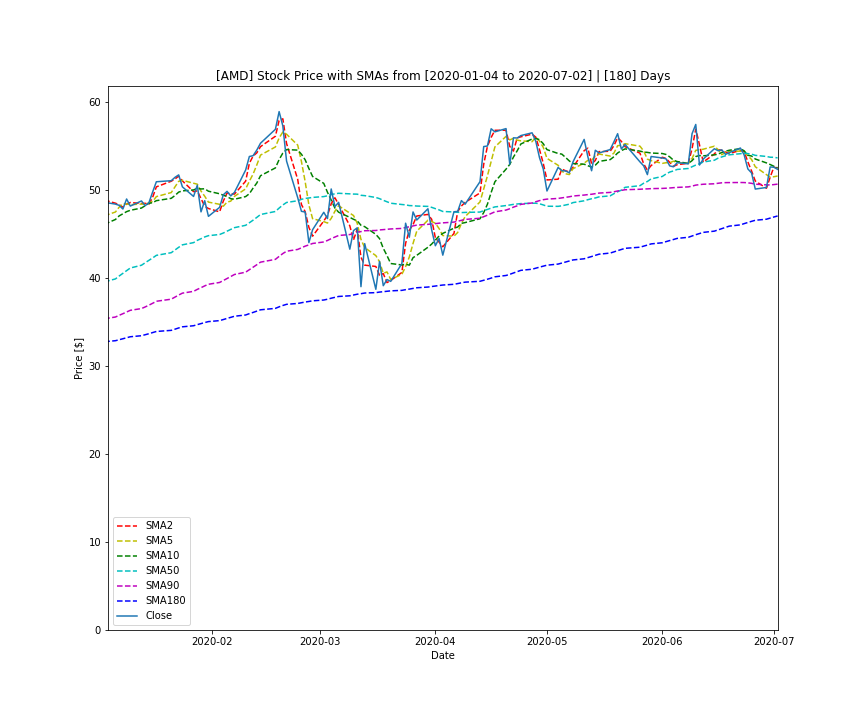 [AMD] Stock Price with SMAs from [2020-01-04 to 2020-07-02] | [180] Days
60
50
40
30
20
10
0
Price [$]
SMA2
SMA5
SMA10
SMA50
SMA90
SMA180
Close
2020-02 2020-03 2020-04 2020-05 2020-06 2020-07
Date